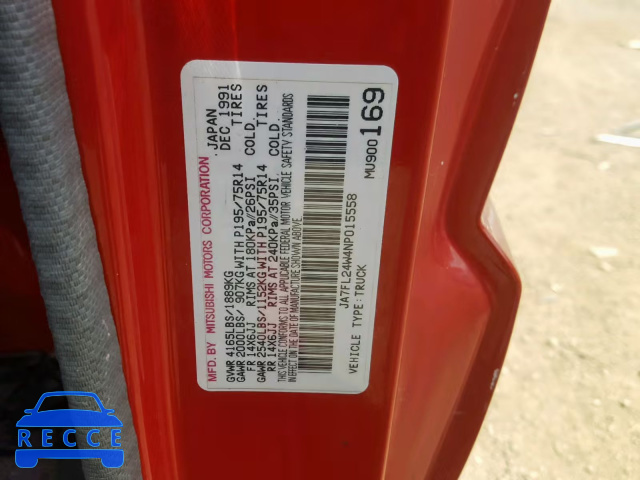 MFD. BY MITSUBISHI MOTORS CORPORATION JAPAN
GVWR 4165LBS/1889KG DEC 1991
GAWR 2000LBS/ 907KG WITH P195/75R14 TIRES
FR 14X6JJ RIMS AT 180KPa//26PSI COLD.
GAWR 2540LBS/1152KG WITH P195/75R14 TIRES
RR 14X6JJ RIMS AT 240KPa//35PSI COLD.
THIS VEHICLE CONFORMS TO ALL APPLICABLE FEDERAL MOTOR VEHICLE SAFETY STANDARDS
IN EFFECT ON THE DATE OF MANUFACTURE SHOWN ABOVE.
JA7FL24W4NP015558
VEHICLE TYPE: TRUCK
MU900169
RECCE